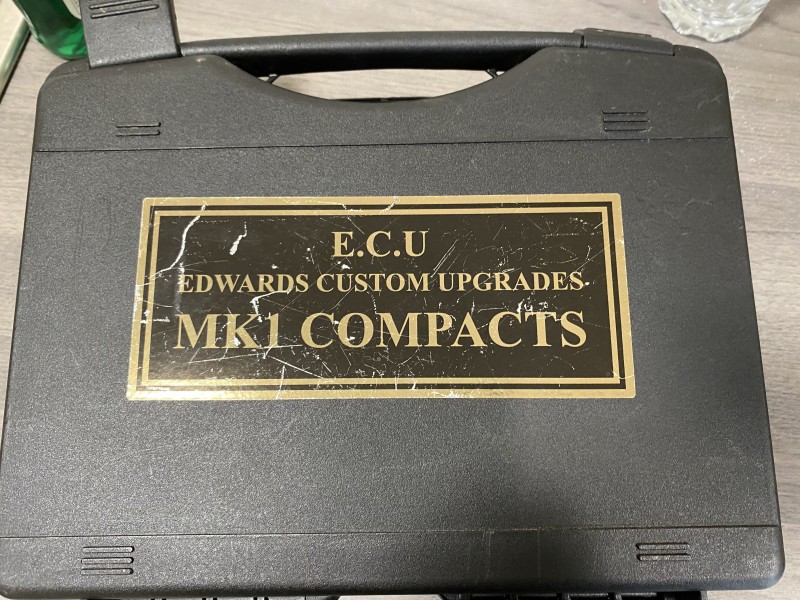 E.C.U
EDWARDS CUSTOM UPGRADES
MK1 COMPACTS